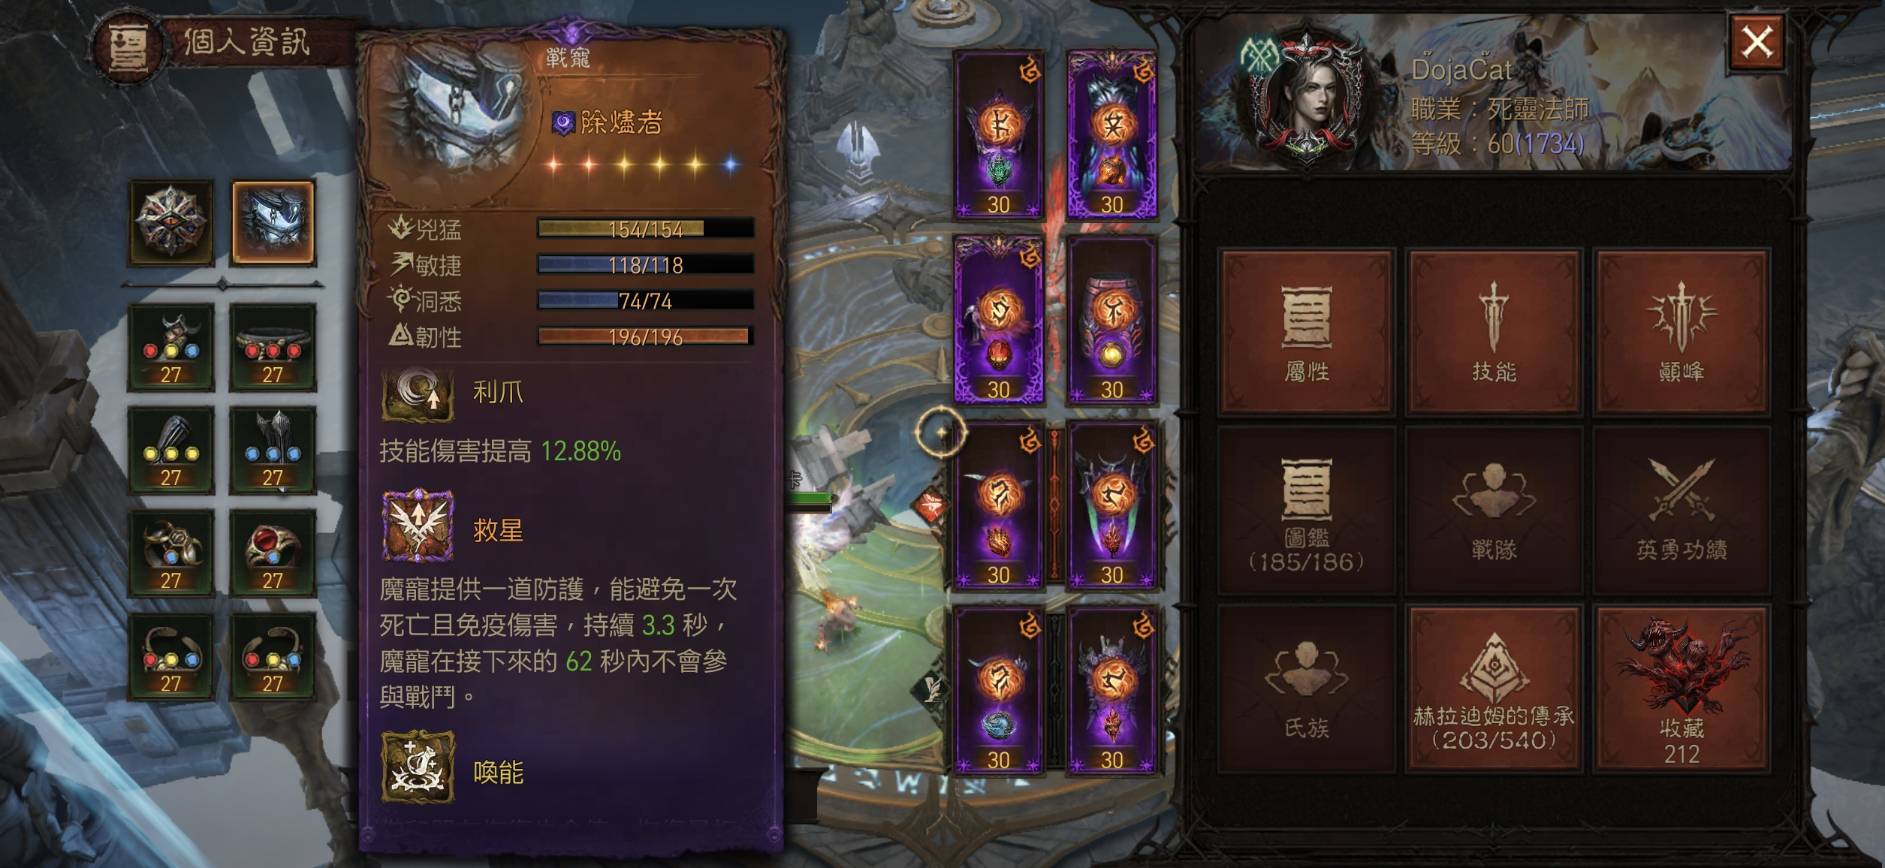 個人資訊
戰寵
除燼者
兇猛 154/154
敏捷 118/118
洞悉 74/74
韌性 196/196
利爪
技能傷害提高 12.88%
救星
魔寵提供一道防護，能避免一次
死亡且免疫傷害，持續 3.3 秒，
魔寵在接下來的 62 秒內不會參
與戰鬥。
喚能
27 27
27 27
27 27
27 27
卡
30 30
30 30
30 30
30 30
DojaCat
職業：死靈法師
等級：60(1734)
屬性
技能
巔峰
圖鑑
(185/186)
戰隊
英勇功績
氏族
赫拉迪姆的傳承
(203/540)
收藏
212